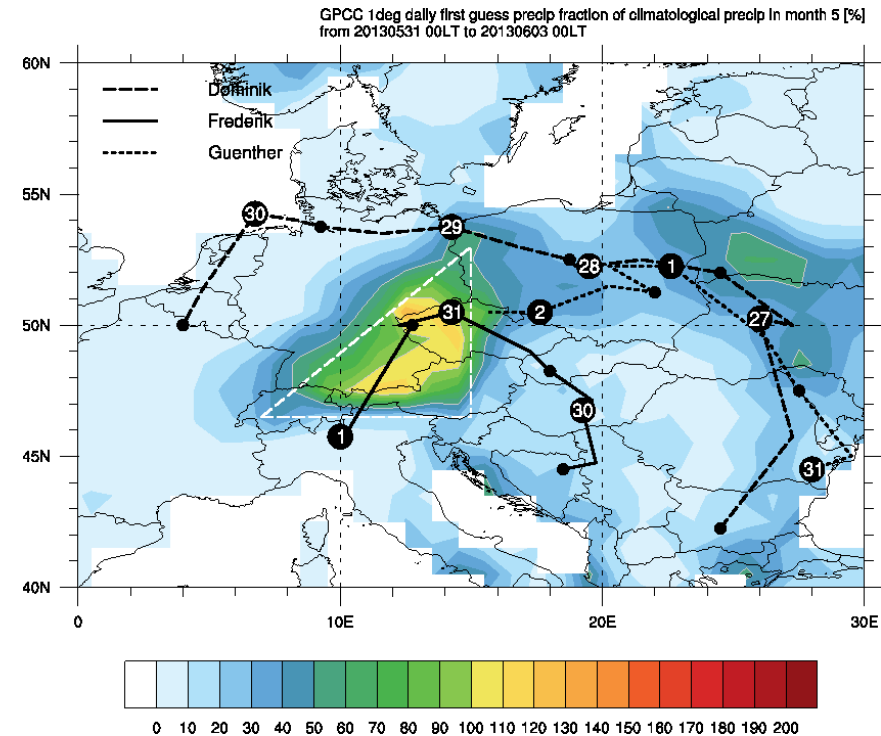 GPCC 1deg daily first guess precip fraction of climatological precip in month 5 [%]
from 20130531 00LT to 20130603 00LT
60N
Dominik
Frederik
Guenther
55N
30
29
28
1
2
27
50N
31
30
1
45N
31
40N
0 10E 20E 30E
0 10 20 30 40 50 60 70 80 90 100 110 120 130 140 150 160 170 180 190 200